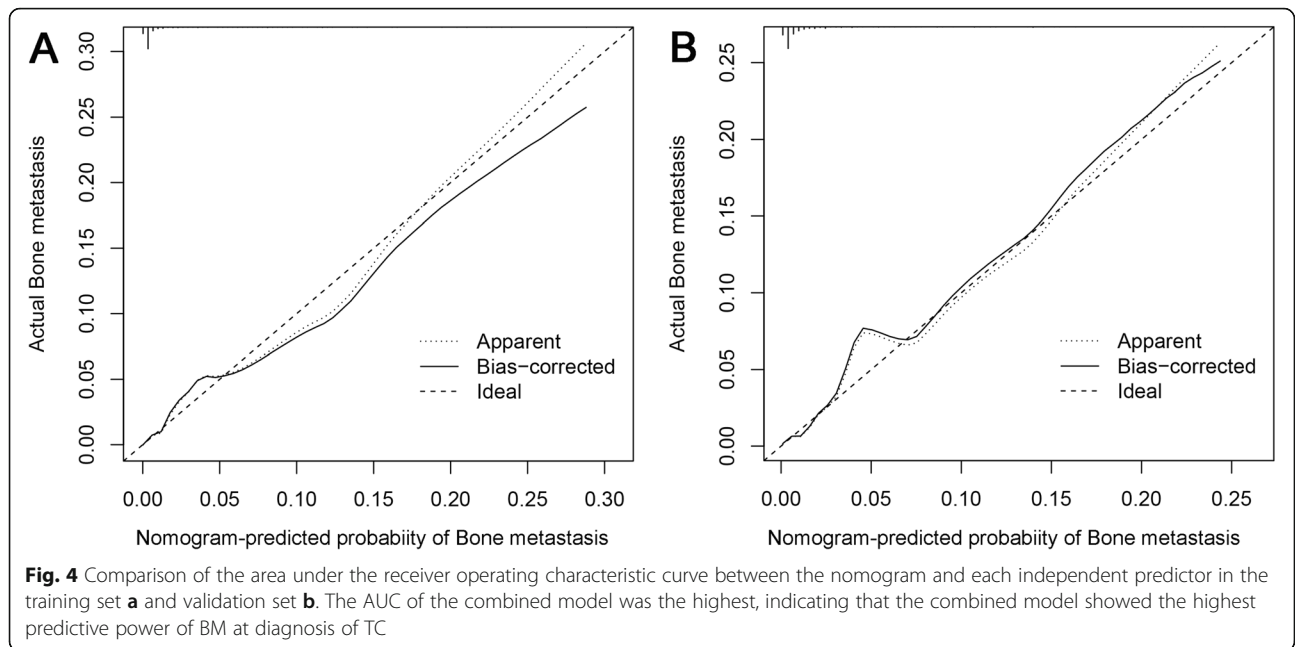 A
Actual Bone metastasis
0.30
0.25
0.20
0.15
0.10
0.05
0.00
Apparent
Bias−corrected
Ideal
0.00 0.05 0.10 0.15 0.20 0.25 0.30
Nomogram-predicted probabiity of Bone metastasis
B
Actual Bone metastasis
0.25
0.20
0.15
0.10
0.05
0.00
Apparent
Bias−corrected
Ideal
0.00 0.05 0.10 0.15 0.20 0.25
Nomogram-predicted probabiity of Bone metastasis
Fig. 4 Comparison of the area under the receiver operating characteristic curve between the nomogram and each independent predictor in the
training set a and validation set b. The AUC of the combined model was the highest, indicating that the combined model showed the highest
predictive power of BM at diagnosis of TC